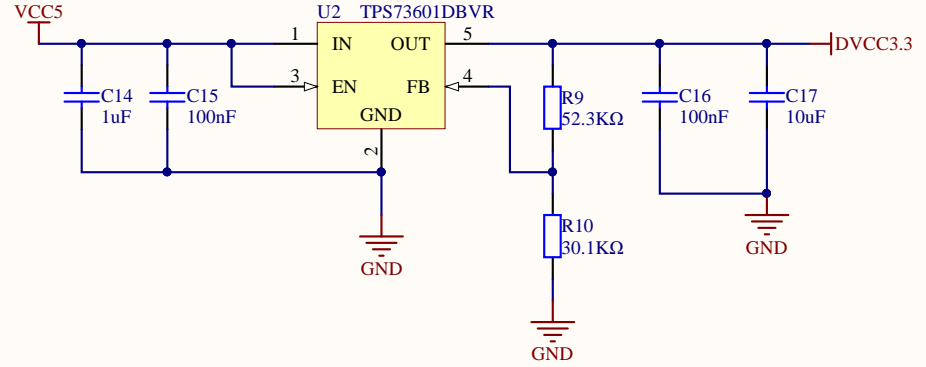 VCC5
U2 TPS73601DBVR
1 IN OUT 5
DVCC3.3
3 EN FB 4
C14
1uF
C15
100nF
GND
2
R9
52.3KΩ
C16
100nF
C17
10uF
R10
30.1KΩ
GND
GND
GND